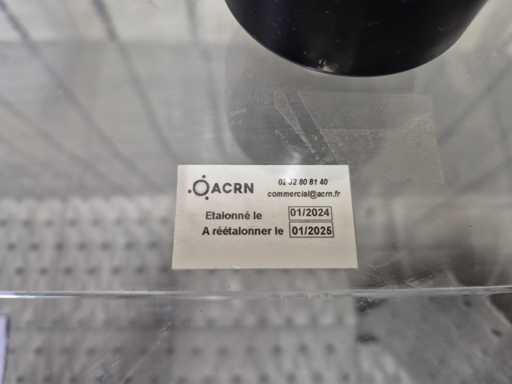 ACRN
02 32 80 81 40
commercial@acrn.fr
Etalonné le 01/2024
A réétalonner le 01/2025